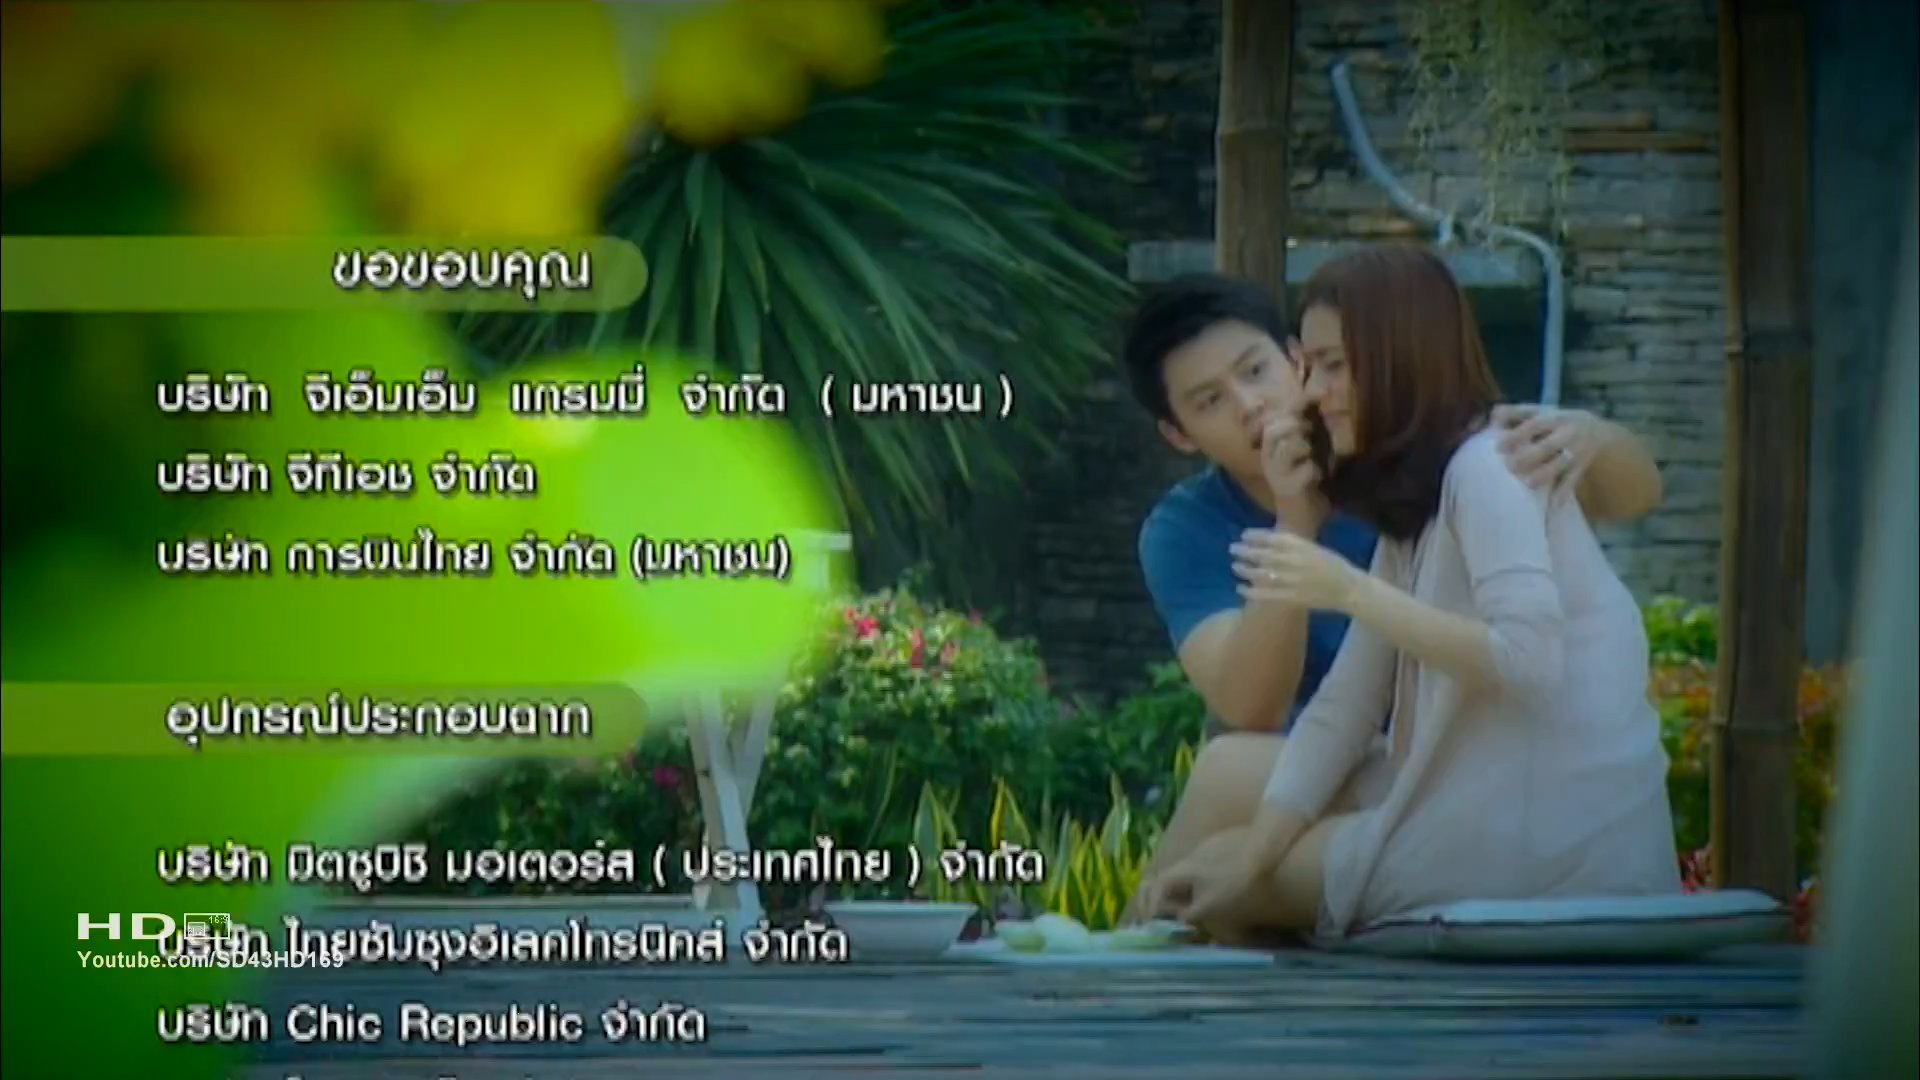 ขอขอบคุณ
บริษัท จีเอ็มเอ็ม แกรมมี่ จำกัด ( มหาชน )
บริษัท จีทีเอช จำกัด
บริษัท การบินไทย จำกัด (มหาชน)
อุปกรณ์ประกอบฉาก
บริษัท มิตซูบิชิ มอเตอร์ส ( ประเทศไทย ) จำกัด
HD 16:9
บริษัท ไทยซัมซุงอิเลคโทรนิคส์ จำกัด
Youtube.com/SD43HD169
บริษัท Chic Republic จำกัด